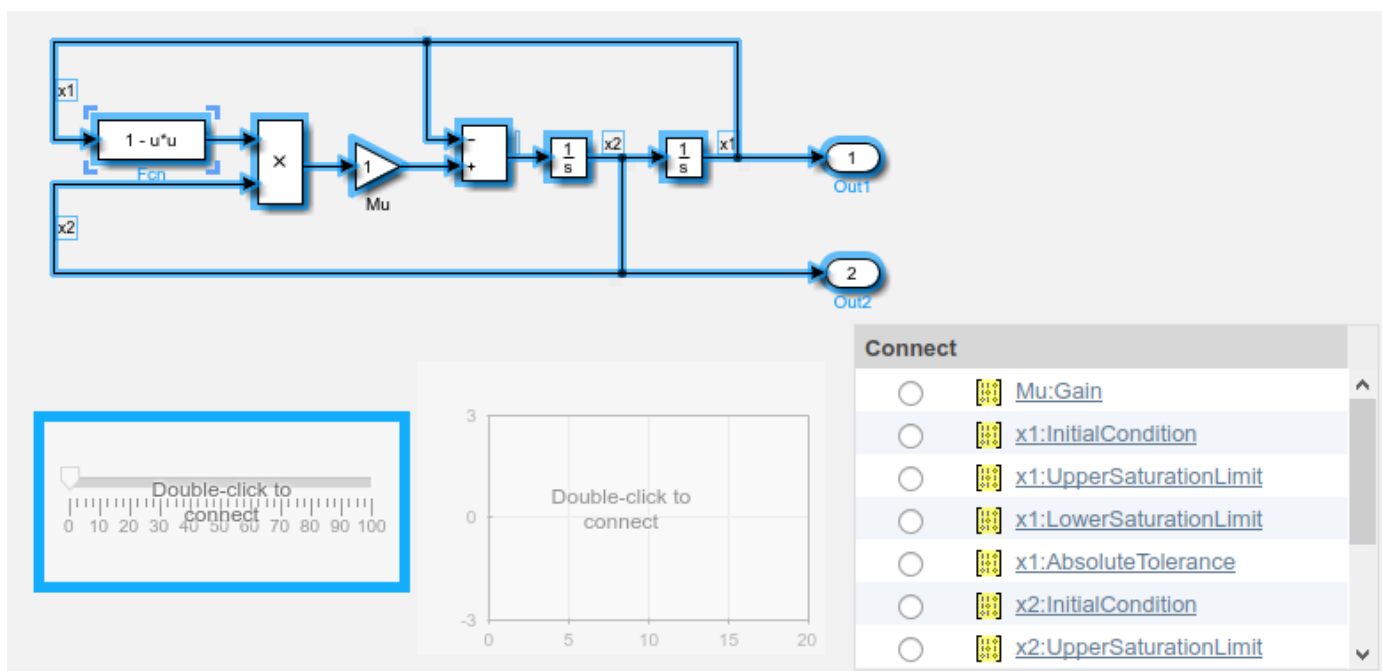 x1
1 - u*u
Fcn
×
1
Mu
−
+
1
s
x2
1
s
x1
1
Out1
x2
2
Out2
Connect
Mu:Gain
x1:InitialCondition
x1:UpperSaturationLimit
x1:LowerSaturationLimit
x1:AbsoluteTolerance
x2:InitialCondition
x2:UpperSaturationLimit
Double-click to
connect
0 10 20 30 40 50 60 70 80 90 100
3
Double-click to
connect
0
-3
0 5 10 15 20